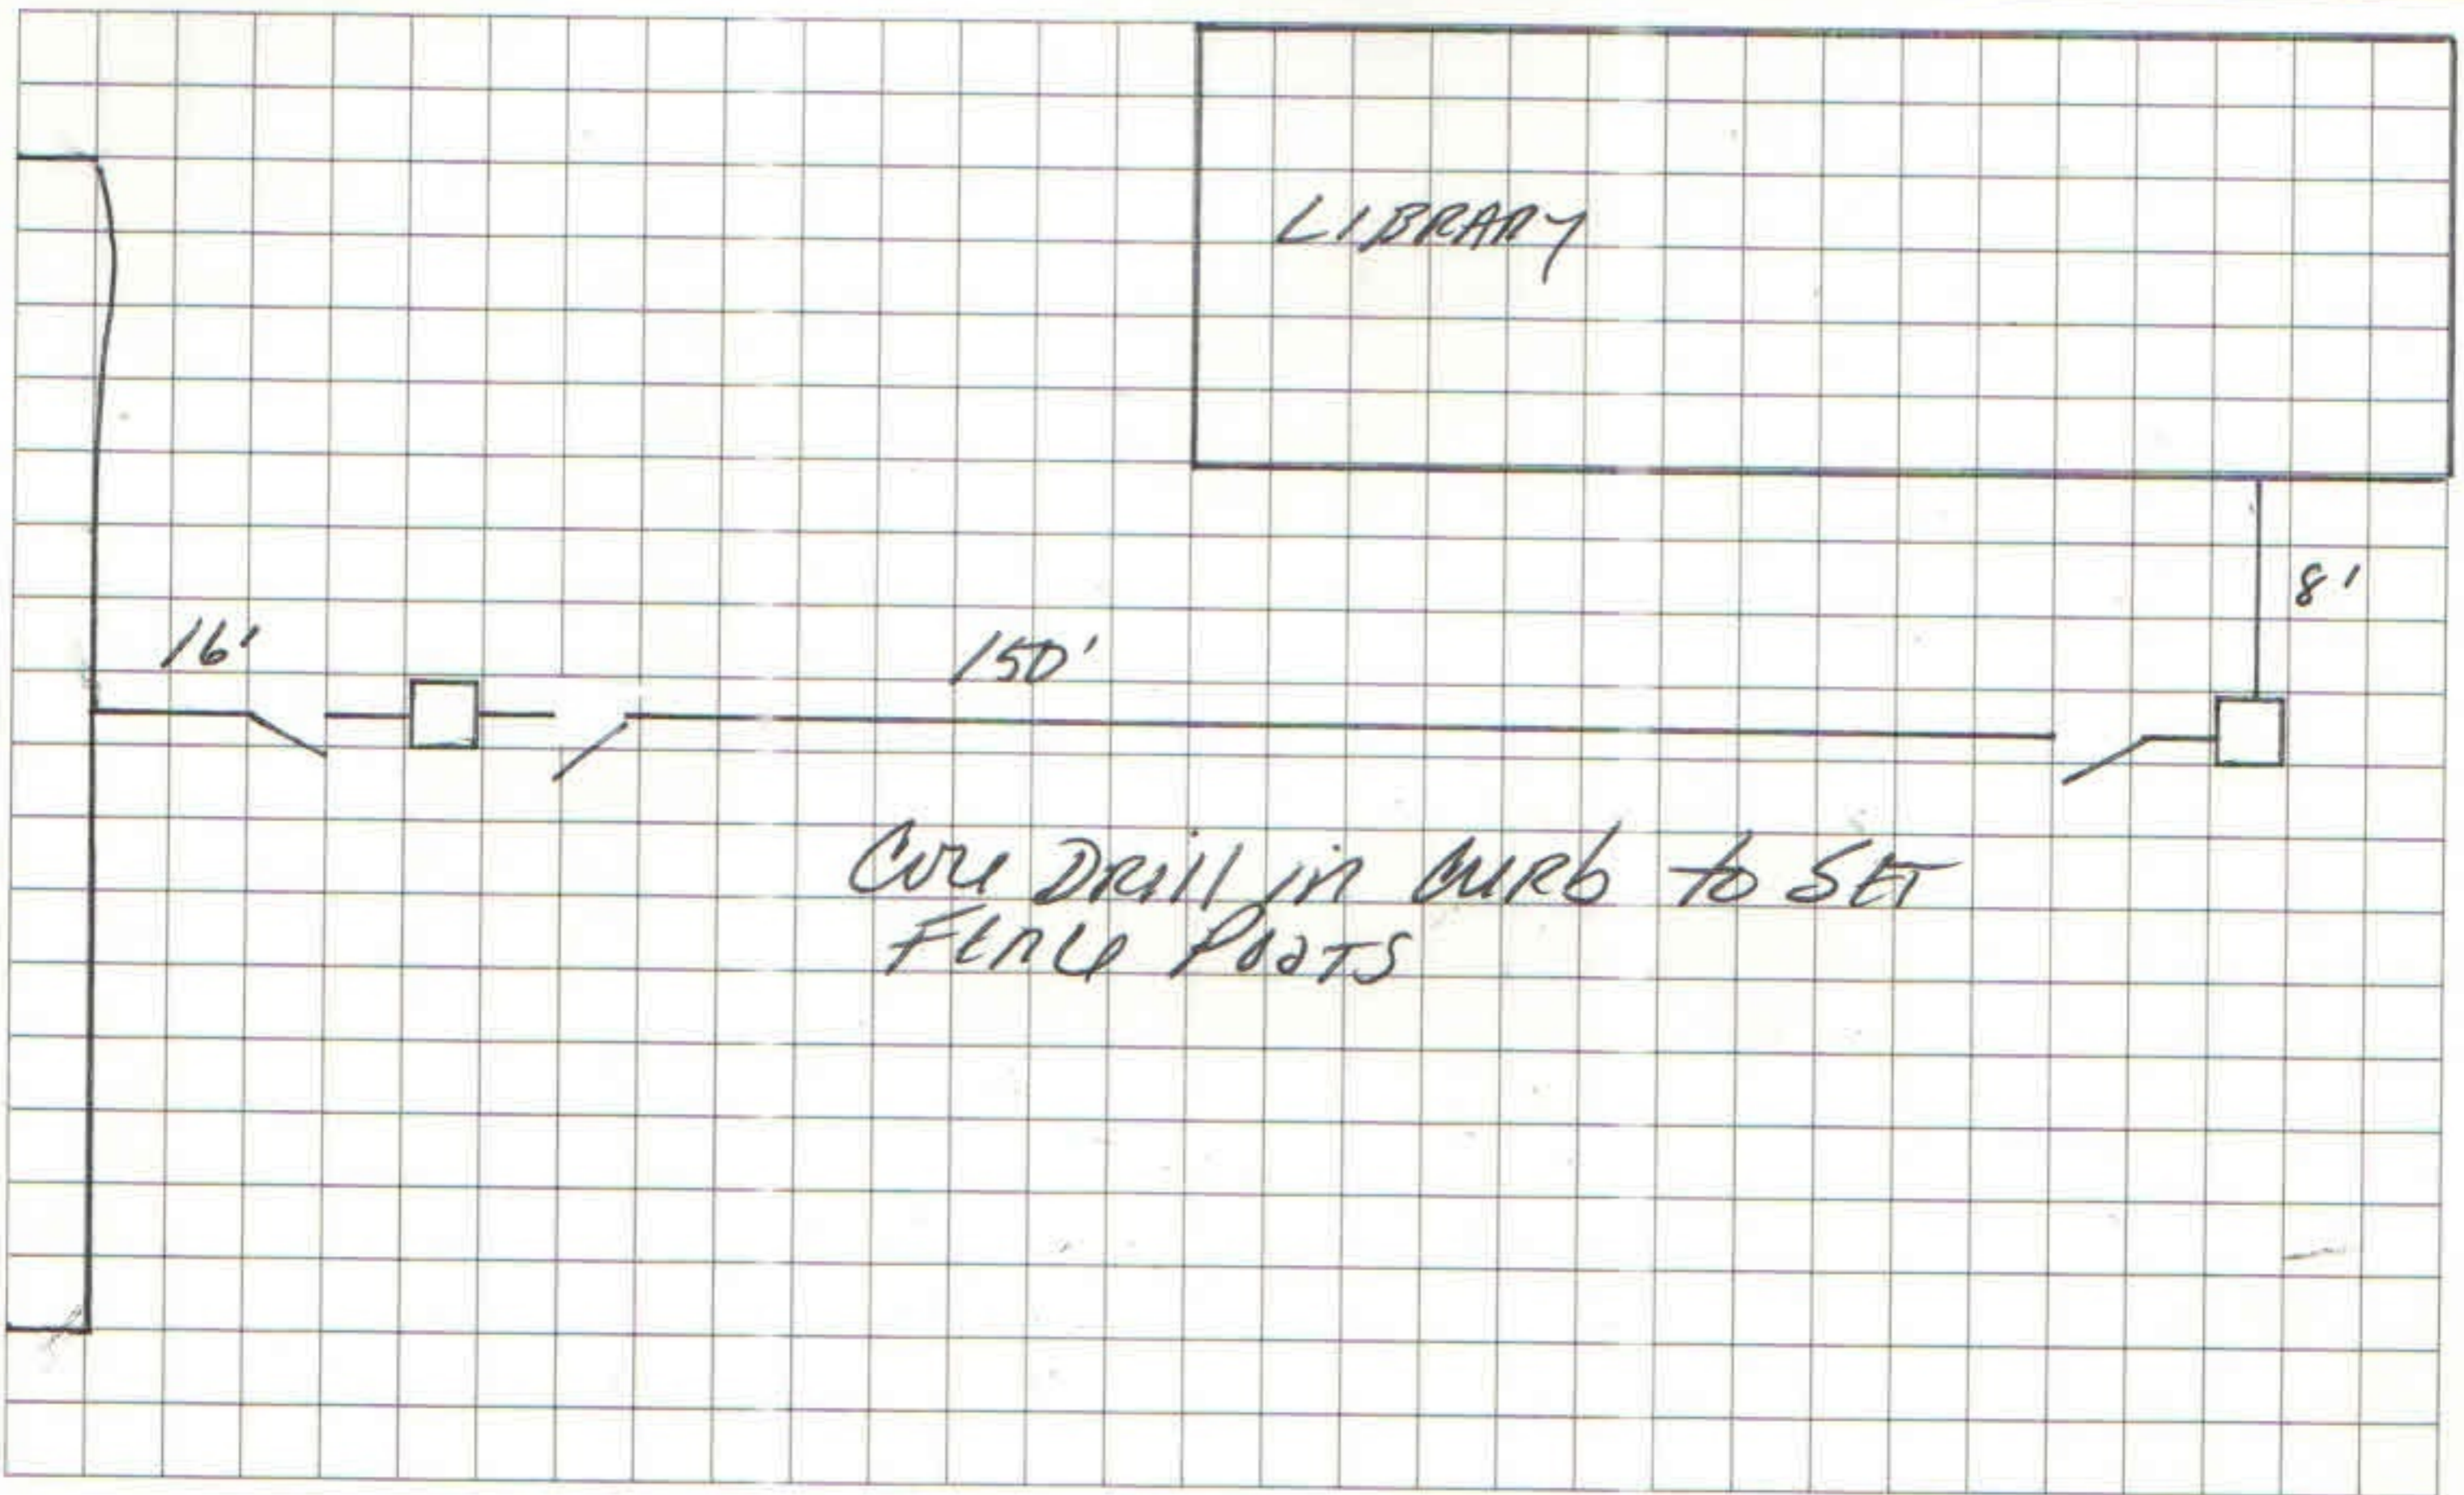 LIBRARY
8'
16'
150'
Core Drill in Curb to SET
Fence Posts